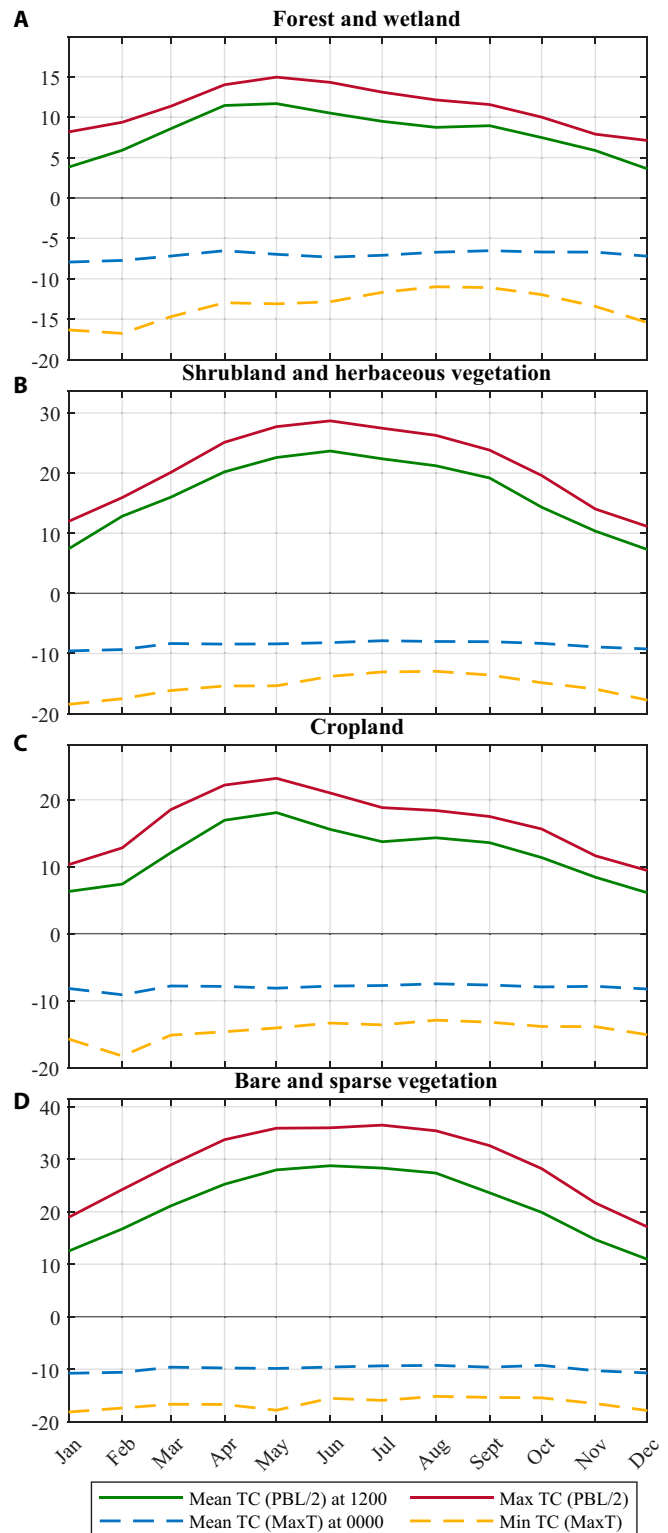 A
Forest and wetland
15
10
5
0
-5
-10
-15
-20
B
Shrubland and herbaceous vegetation
30
20
10
0
-10
-20
C
Cropland
20
10
0
-10
-20
D
Bare and sparse vegetation
40
30
20
10
0
-10
-20
Jan Feb Mar Apr May Jun Jul Aug Sept Oct Nov Dec
Mean TC (PBL/2) at 1200 Max TC (PBL/2)
Mean TC (MaxT) at 0000 Min TC (MaxT)